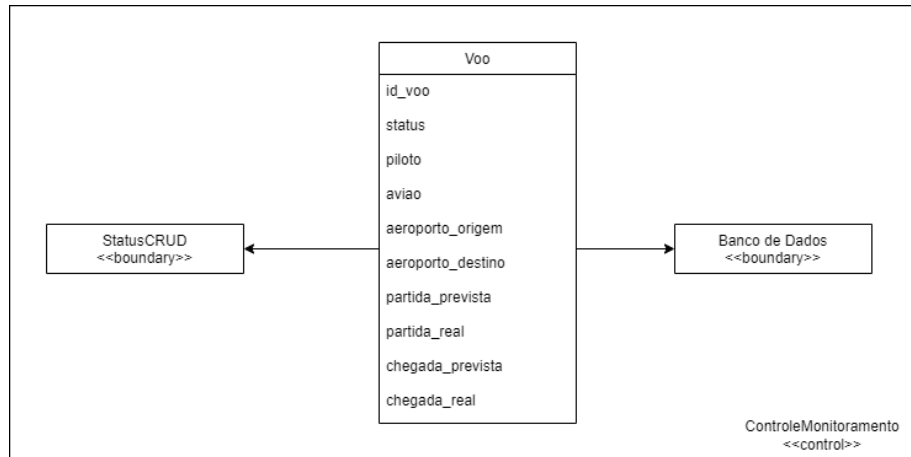 Voo
id_voo
status
piloto
aviao
aeroporto_origem
aeroporto_destino
partida_prevista
partida_real
chegada_prevista
chegada_real
StatusCRUD
<<boundary>>
Banco de Dados
<<boundary>>
ControleMonitoramento
<<control>>